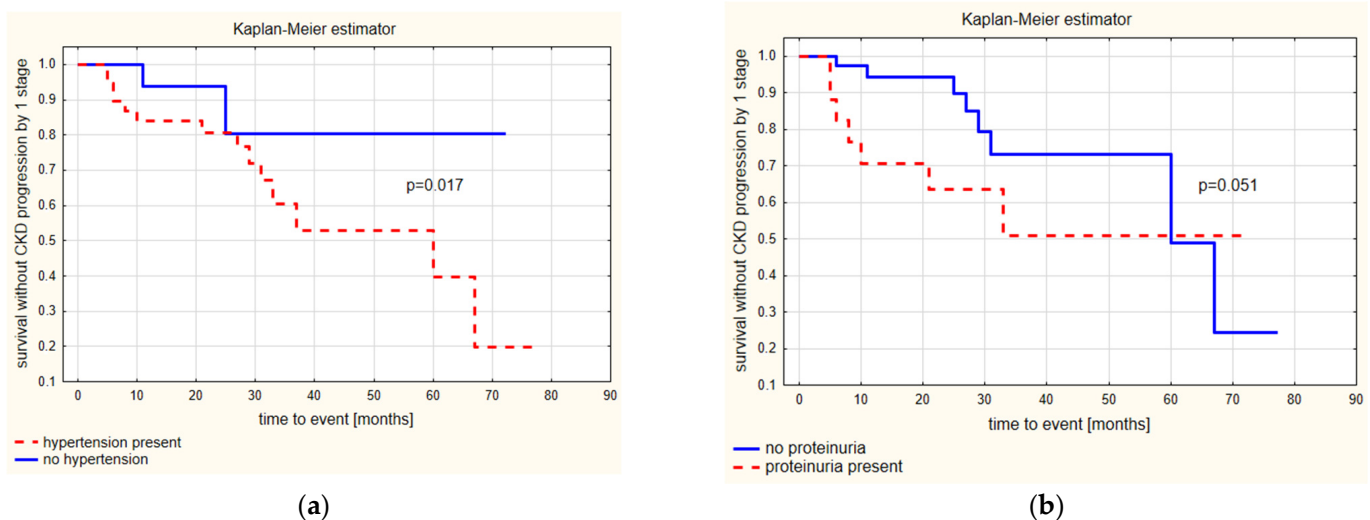 Kaplan-Meier estimator
survival without CKD progression by 1 stage
1.0
0.9
0.8
0.7
0.6
0.5
0.4
0.3
0.2
0.1
p=0.017
0 10 20 30 40 50 60 70 80 90
time to event [months]
hypertension present
no hypertension
(a)
Kaplan-Meier estimator
survival without CKD progression by 1 stage
1.0
0.9
0.8
0.7
0.6
0.5
0.4
0.3
0.2
0.1
p=0.051
0 10 20 30 40 50 60 70 80 90
time to event [months]
no proteinuria
proteinuria present
(b)